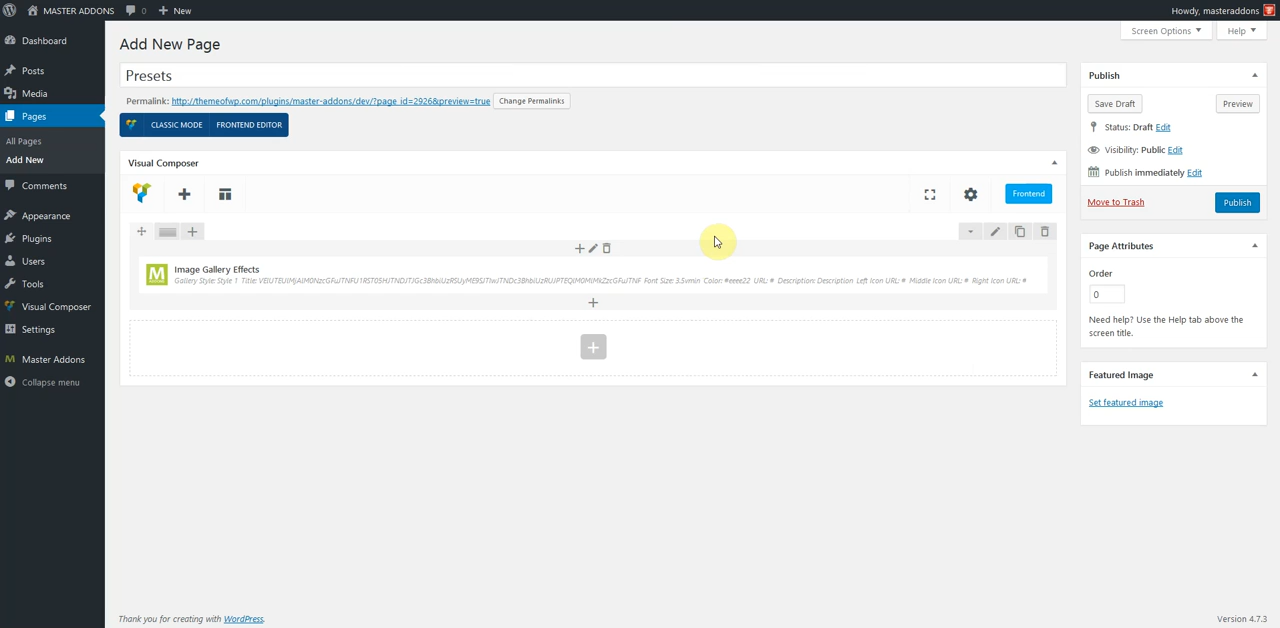 MASTER ADDONS 0 New Howdy, masteraddons
Screen Options Help
Dashboard
Posts
Media
Pages
All Pages
Add New
Comments
Appearance
Plugins
Users
Tools
Visual Composer
Settings
M Master Addons
Collapse menu
Add New Page
Presets
Permalink: http://themeofwp.com/plugins/master-addons/dev/?page_id=2926&preview=true Change Permalinks
CLASSIC MODE FRONTEND EDITOR
Visual Composer
Frontend
M Image Gallery Effects
Gallery Style: Style 1 Title: Font Size: 3.5vmin Color: #eeee22 URL: # Description: Description Left Icon URL: # Middle Icon URL: # Right Icon URL: #
Publish
Save Draft Preview
Status: Draft Edit
Visibility: Public Edit
Publish immediately Edit
Move to Trash Publish
Page Attributes
Order
0
Need help? Use the Help tab above the
screen title.
Featured Image
Set featured image
Thank you for creating with WordPress.
Version 4.7.3